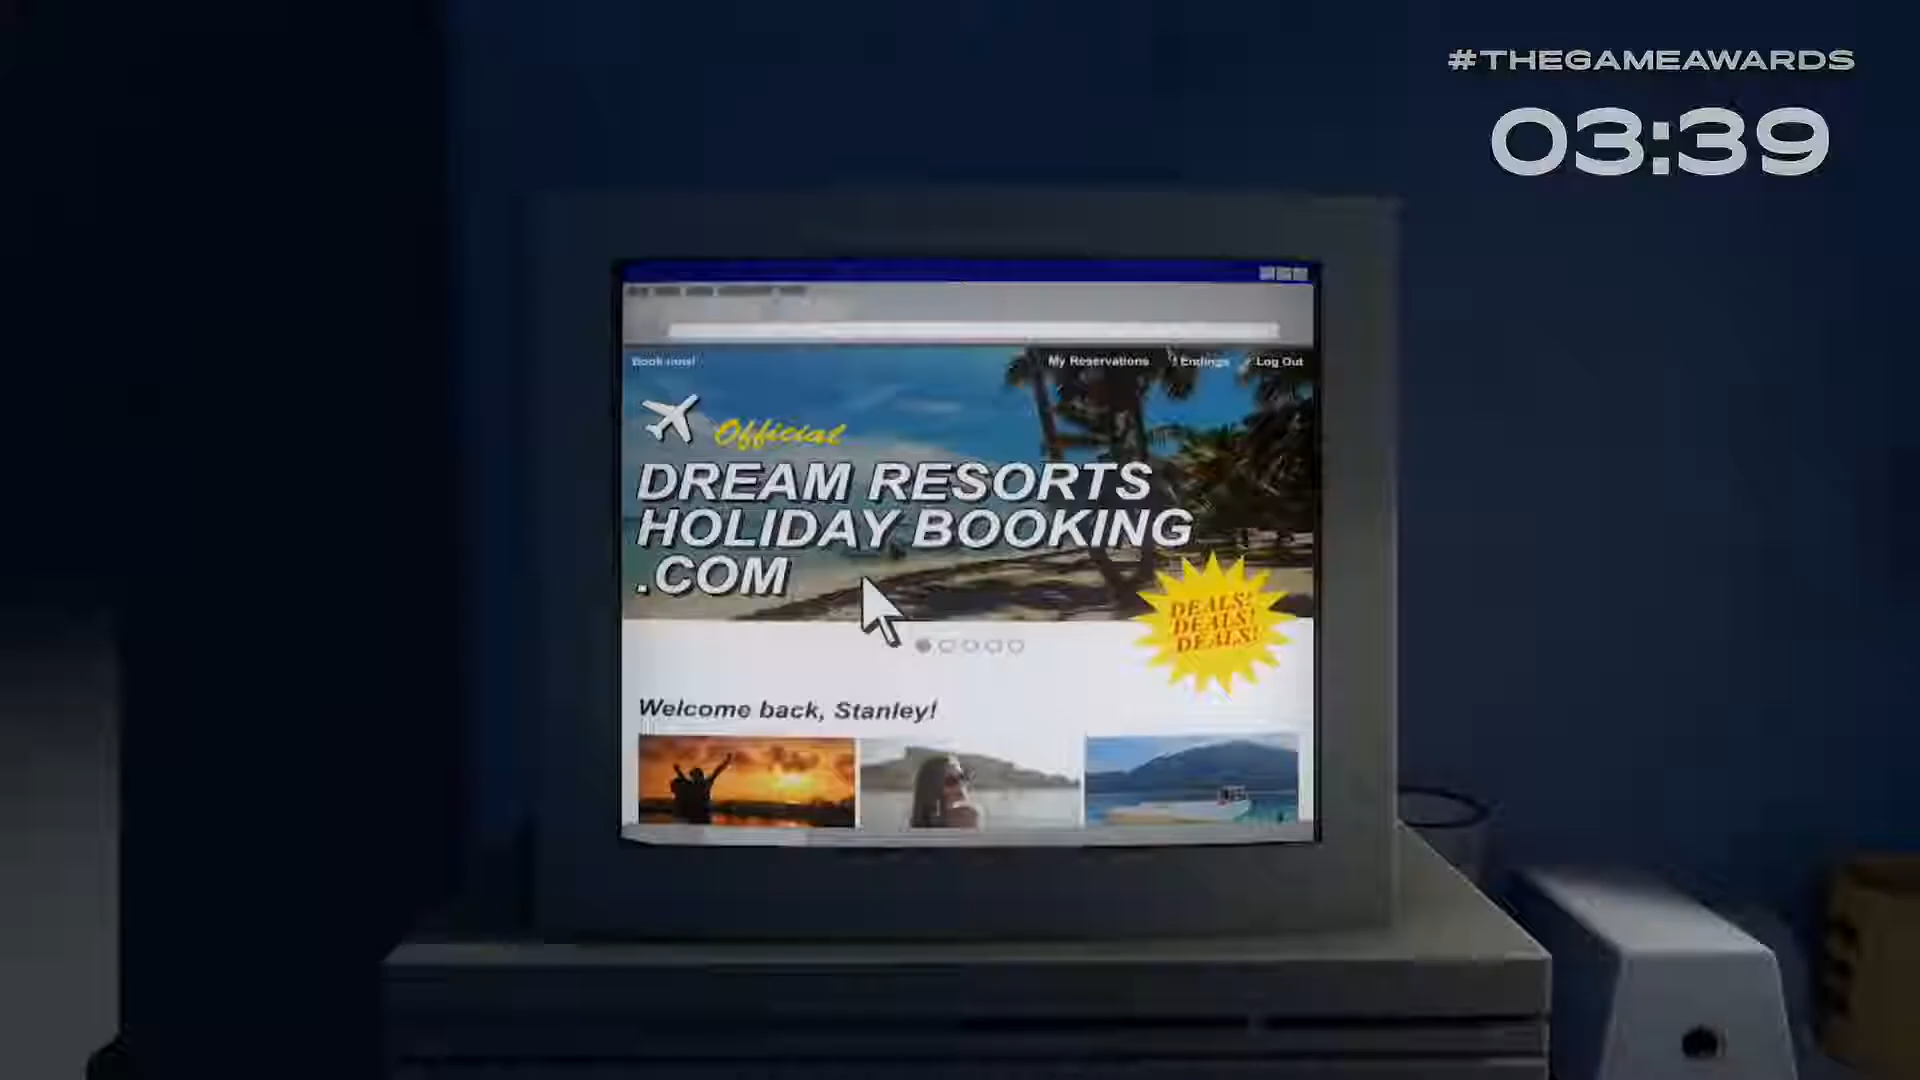 #THEGAMEAWARDS
03:39
Book now!
My Reservations
! Endings
Log Out
Official
DREAM RESORTS
HOLIDAY BOOKING
.COM
DEALS!
DEALS!
DEALS!
Welcome back, Stanley!